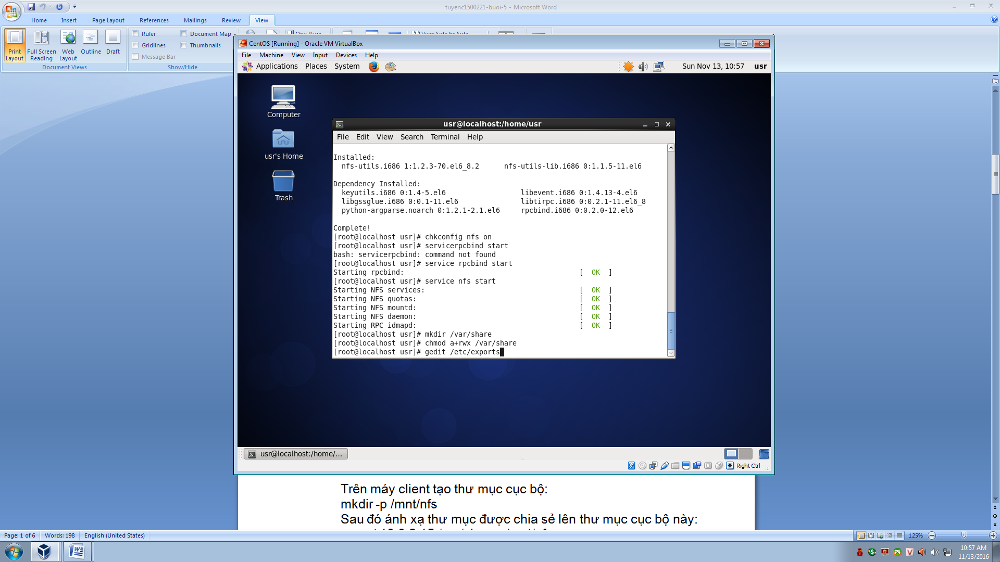 tuyenc1500221-buoi-5 - Microsoft Word
Home Insert Page Layout References Mailings Review View
Ruler Document Map One Page View Side by Side
Gridlines Thumbnails
Message Bar
Print Layout Full Screen Reading Web Layout Outline Draft
Document Views Show/Hide
CentOS [Running] - Oracle VM VirtualBox
File Machine View Input Devices Help
Applications Places System Sun Nov 13, 10:57 usr
Computer
usr's Home
Trash
usr@localhost:/home/usr
File Edit View Search Terminal Help
Installed:
nfs-utils.i686 1:1.2.3-70.el6_8.2 nfs-utils-lib.i686 0:1.1.5-11.el6
Dependency Installed:
keyutils.i686 0:1.4-5.el6 libevent.i686 0:1.4.13-4.el6
libgssglue.i686 0:0.1-11.el6 libtirpc.i686 0:0.2.1-11.el6_8
python-argparse.noarch 0:1.2.1-2.1.el6 rpcbind.i686 0:0.2.0-12.el6
Complete!
[root@localhost usr]# chkconfig nfs on
[root@localhost usr]# servicerpcbind start
bash: servicerpcbind: command not found
[root@localhost usr]# service rpcbind start
Starting rpcbind: [ OK ]
[root@localhost usr]# service nfs start
Starting NFS services: [ OK ]
Starting NFS quotas: [ OK ]
Starting NFS mountd: [ OK ]
Starting NFS daemon: [ OK ]
Starting RPC idmapd: [ OK ]
[root@localhost usr]# mkdir /var/share
[root@localhost usr]# chmod a+rwx /var/share
[root@localhost usr]# gedit /etc/exports
usr@localhost:/home/...
Right Ctrl
Trên máy client tạo thư mục cục bộ:
mkdir -p /mnt/nfs
Sau đó ánh xạ thư mục được chia sẻ lên thư mục cục bộ này:
Page: 1 of 6 Words: 198 English (United States) 125%
10:57 AM
11/13/2016